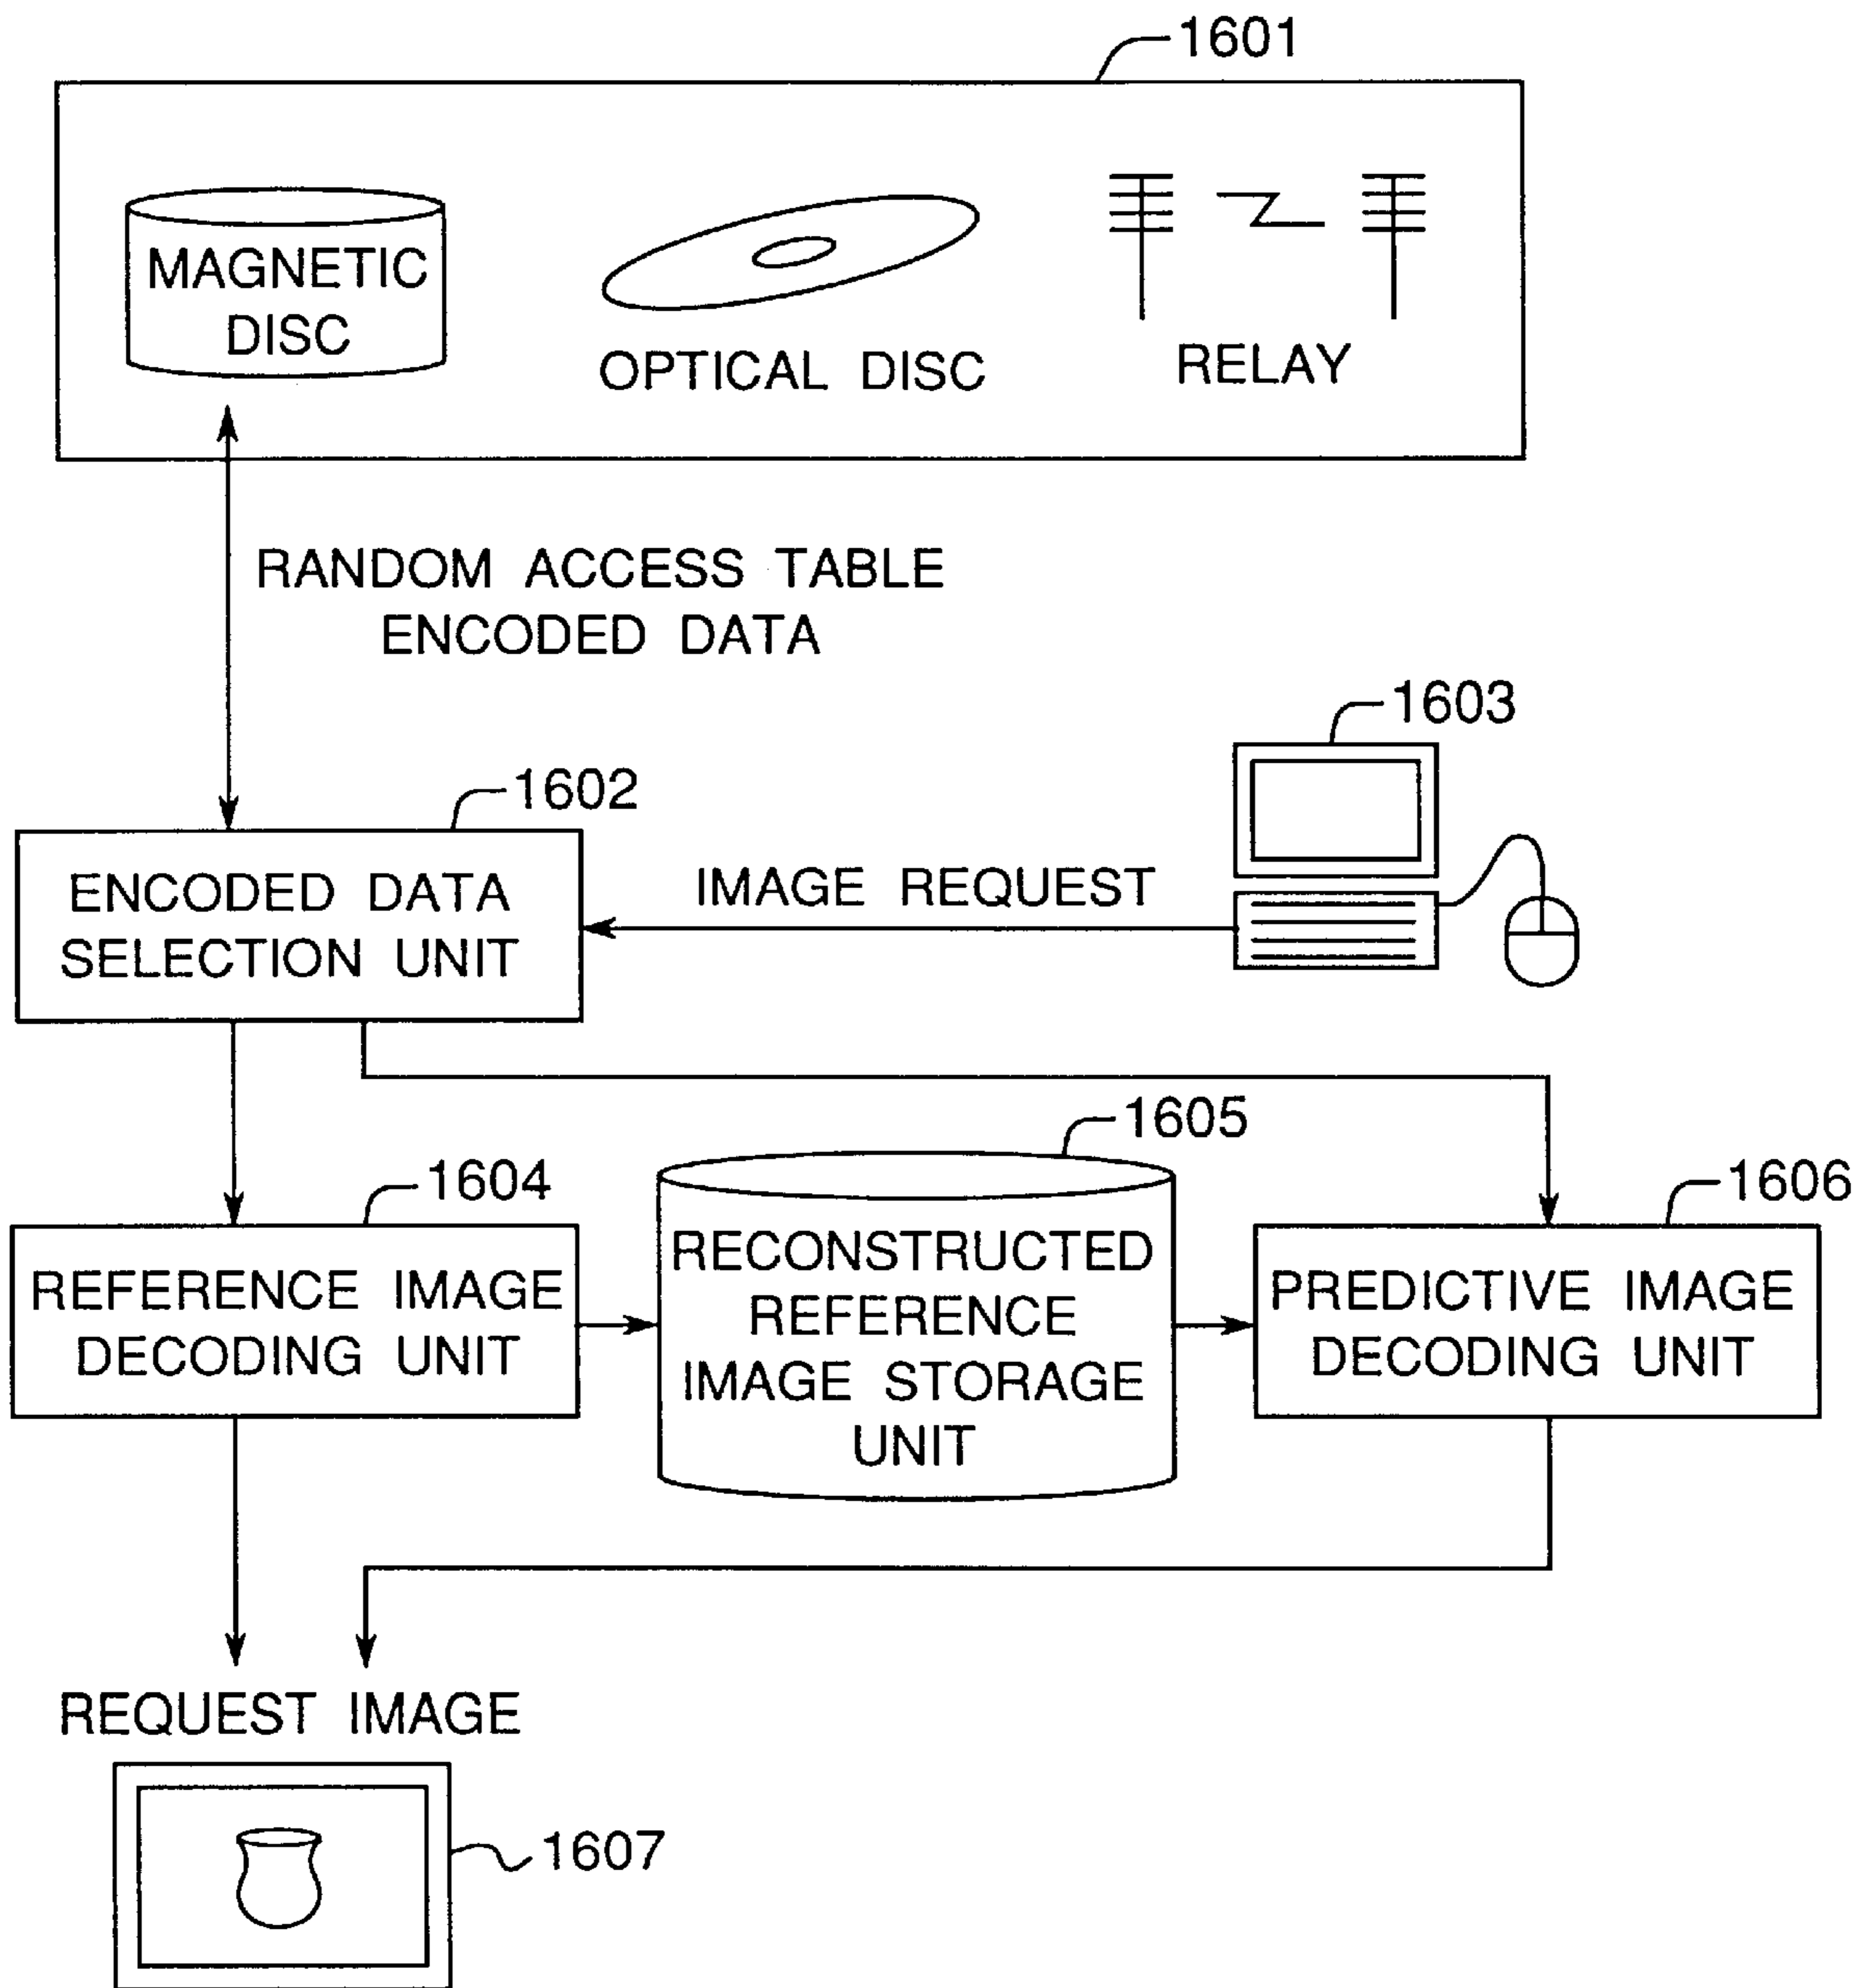 1601
MAGNETIC
DISC
OPTICAL DISC
RELAY
RANDOM ACCESS TABLE
ENCODED DATA
1603
1602
ENCODED DATA
SELECTION UNIT
IMAGE REQUEST
1605
1604
1606
REFERENCE IMAGE
DECODING UNIT
RECONSTRUCTED
REFERENCE
IMAGE STORAGE
UNIT
PREDICTIVE IMAGE
DECODING UNIT
REQUEST IMAGE
1607